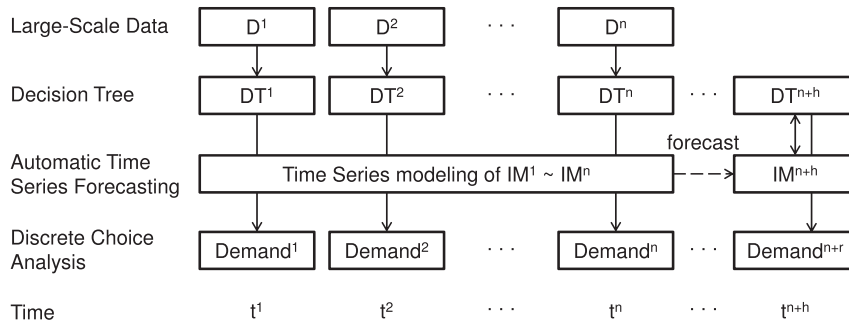 Large-Scale Data D¹ D² · · · Dⁿ
Decision Tree DT¹ DT² · · · DTⁿ · · · DTⁿ⁺ʰ
forecast
Automatic Time Series Forecasting Time Series modeling of IM¹ ~ IMⁿ IMⁿ⁺ʰ
Discrete Choice Analysis Demand¹ Demand² · · · Demandⁿ · · · Demandⁿ⁺ʳ
Time t¹ t² · · · tⁿ · · · tⁿ⁺ʰ